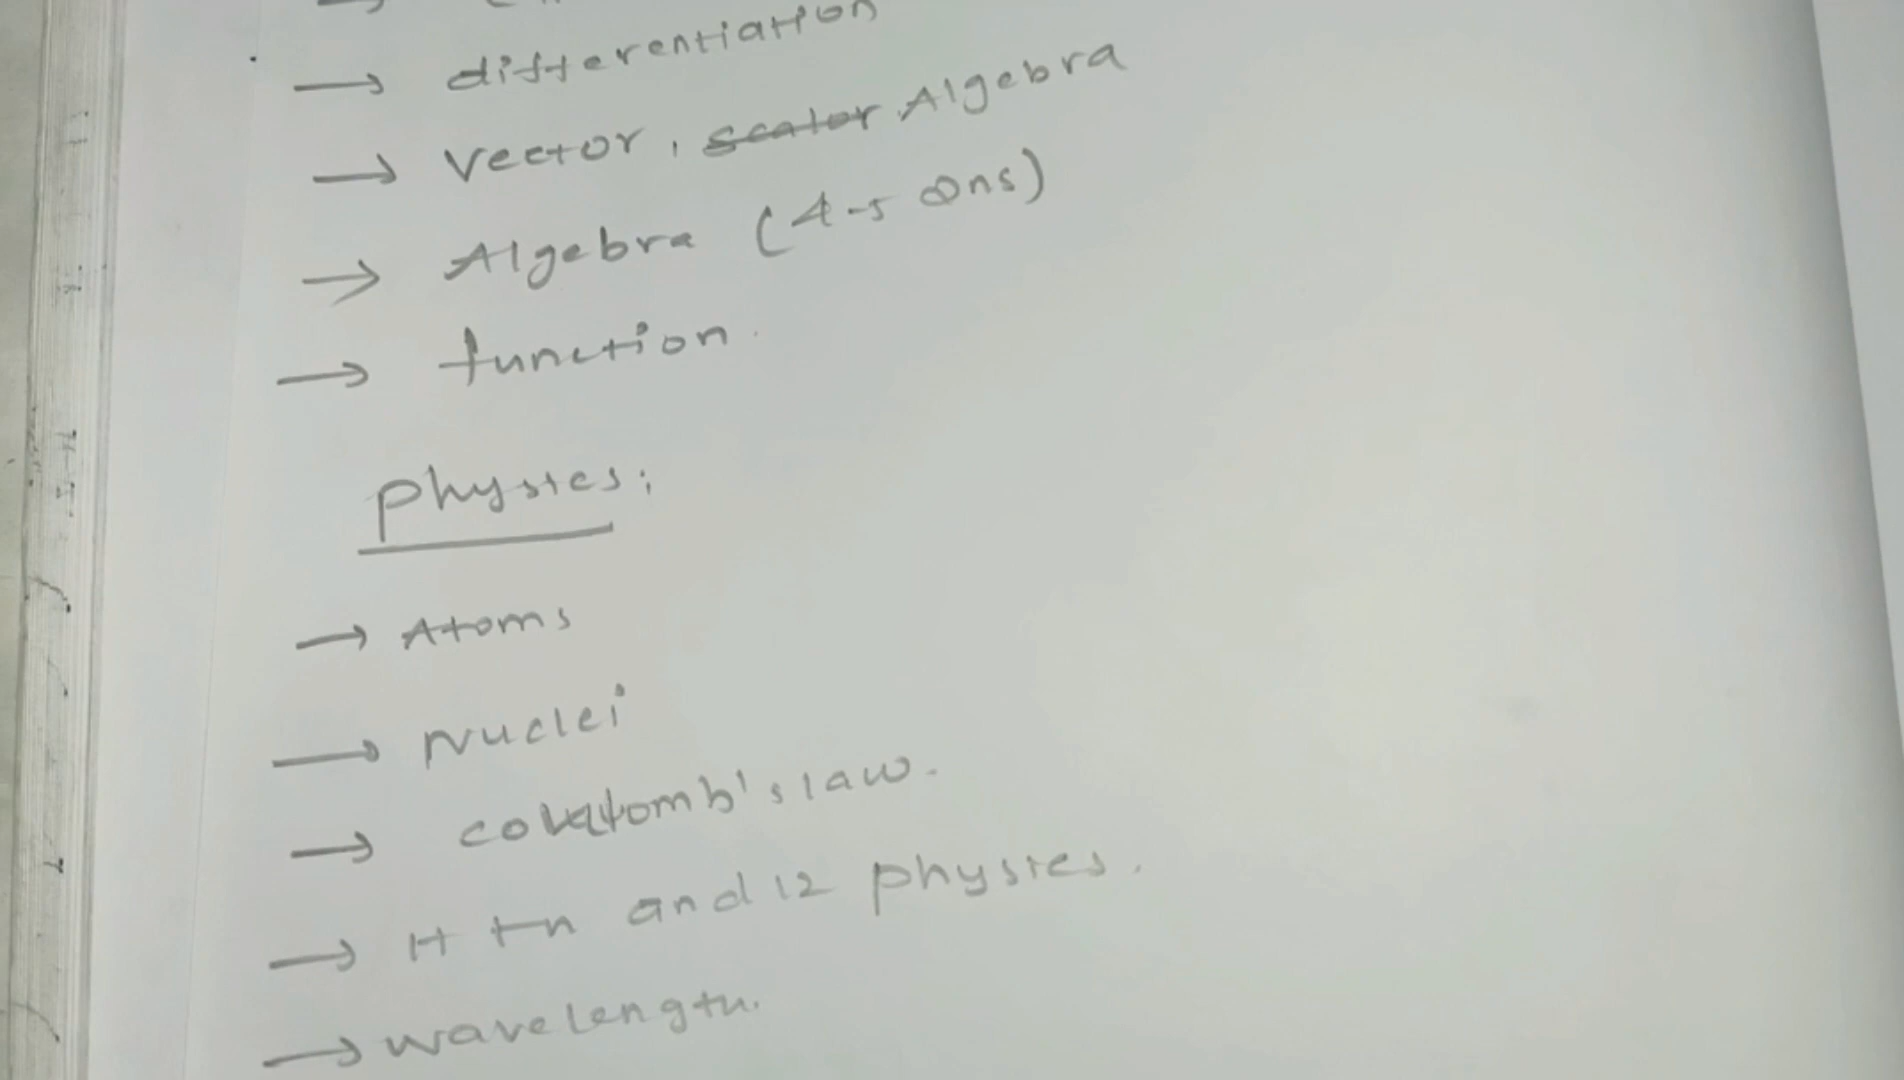 → differentiation
→ vector, scalar Algebra
→ Algebra (4-5 Qns)
→ function.
physics:
→ Atoms
→ Nuclei
→ coulomb's law.
→ 11 th and 12 physics.
→ wavelength.